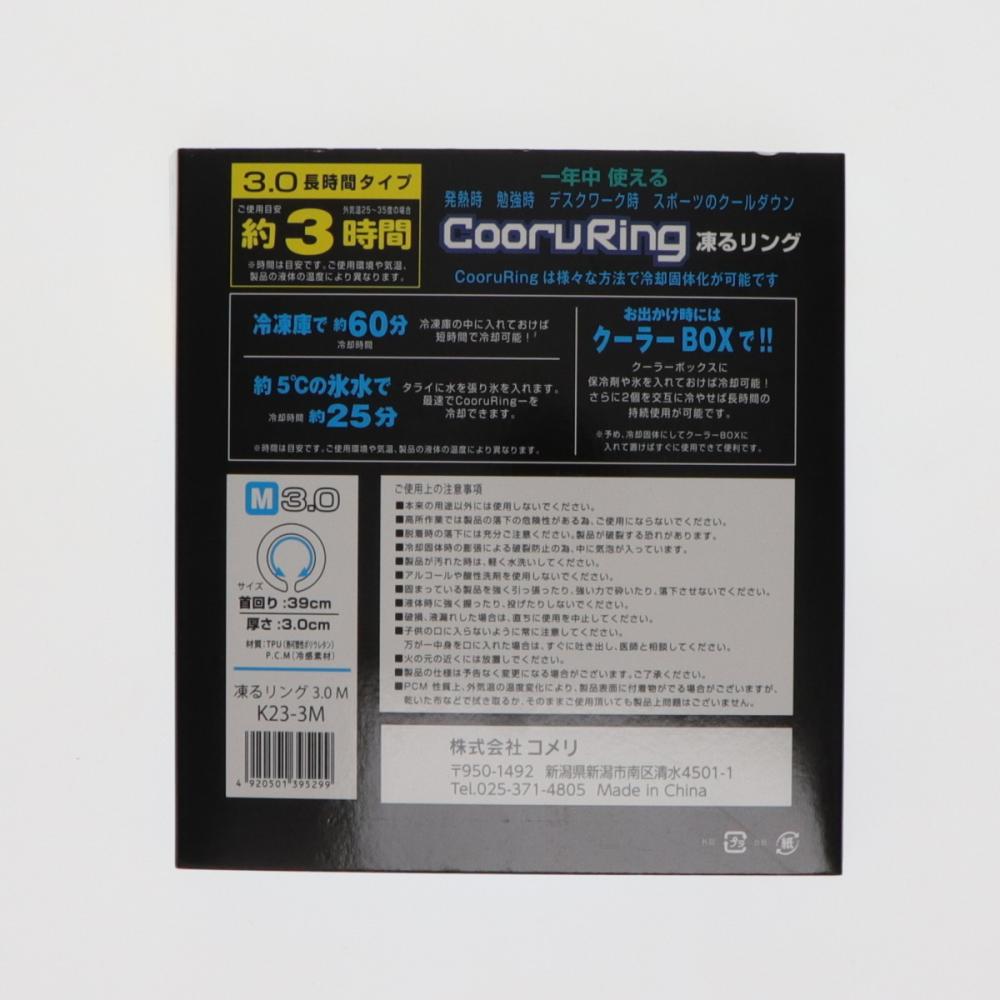 3.0 長時間タイプ
ご使用目安 外気温25~35度の場合
約3時間
※時間は目安です。ご使用環境や気温、
製品の液体の温度により異なります。
一年中 使える
発熱時 勉強時 デスクワーク時 スポーツのクールダウン
CooruRing 凍るリング
CooruRing は様々な方法で冷却固体化が可能です
冷凍庫で 約60分
冷却時間
冷凍庫の中に入れておけば
短時間で冷却可能!
約5℃の氷水で
冷却時間 約25分
タライに水を張り氷を入れます。
最速でCooruRingーを
冷却できます。
※時間は目安です。ご使用環境や気温、製品の液体の温度により異なります。
お出かけ時には
クーラーBOXで!!
クーラーボックスに
保冷剤や氷を入れておけば冷却可能!
さらに2個を交互に冷やせば長時間の
持続使用が可能です。
※予め、冷却固体にしてクーラーBOXに
入れて置けばすぐに使用できて便利です。
M3.0
サイズ
首回り:39cm
厚さ:3.0cm
材質:TPU(熱可塑性ポリウレタン)
P.C.M(冷感素材)
凍るリング 3.0 M
K23-3M
4 920501 395299
ご使用上の注意事項
■本来の用途以外には使用しないでください。
■高所作業では製品の落下の危険性がある為、ご使用にならないでください。
■脱着時の落下には充分ご注意ください。製品が破裂する恐れがあります。
■冷却固体時の膨張による破裂防止の為、中に気泡が入っています。
■製品が汚れた時は、軽く水洗いしてください。
■アルコールや酸性洗剤を使用しないでください。
■固まっている製品を強く引っ張ったり、強い力で砕いたり、落下させないでください。
■液体時に強く握ったり、投げたりしないでください。
■破損、液漏れした場合は、直ちに使用を中止してください。
■子供の口に入らないように常に注意してください。
万が一中身を口に入れた場合は、すぐに吐き出し、医師と相談してください。
■火の元の近くには放置しでください。
■製品の仕様は予告なく変更になる場合がございます。ご了承ください。
■PCM 性質上、外気温の温度変化により、製品表面に付着物がでる場合がございますが、
乾いた布などで拭き取るか、そのままご使用頂いても製品上問題はございません。
株式会社 コメリ
〒950-1492 新潟県新潟市南区清水4501-1
Tel.025-371-4805 Made in China
プラ
紙